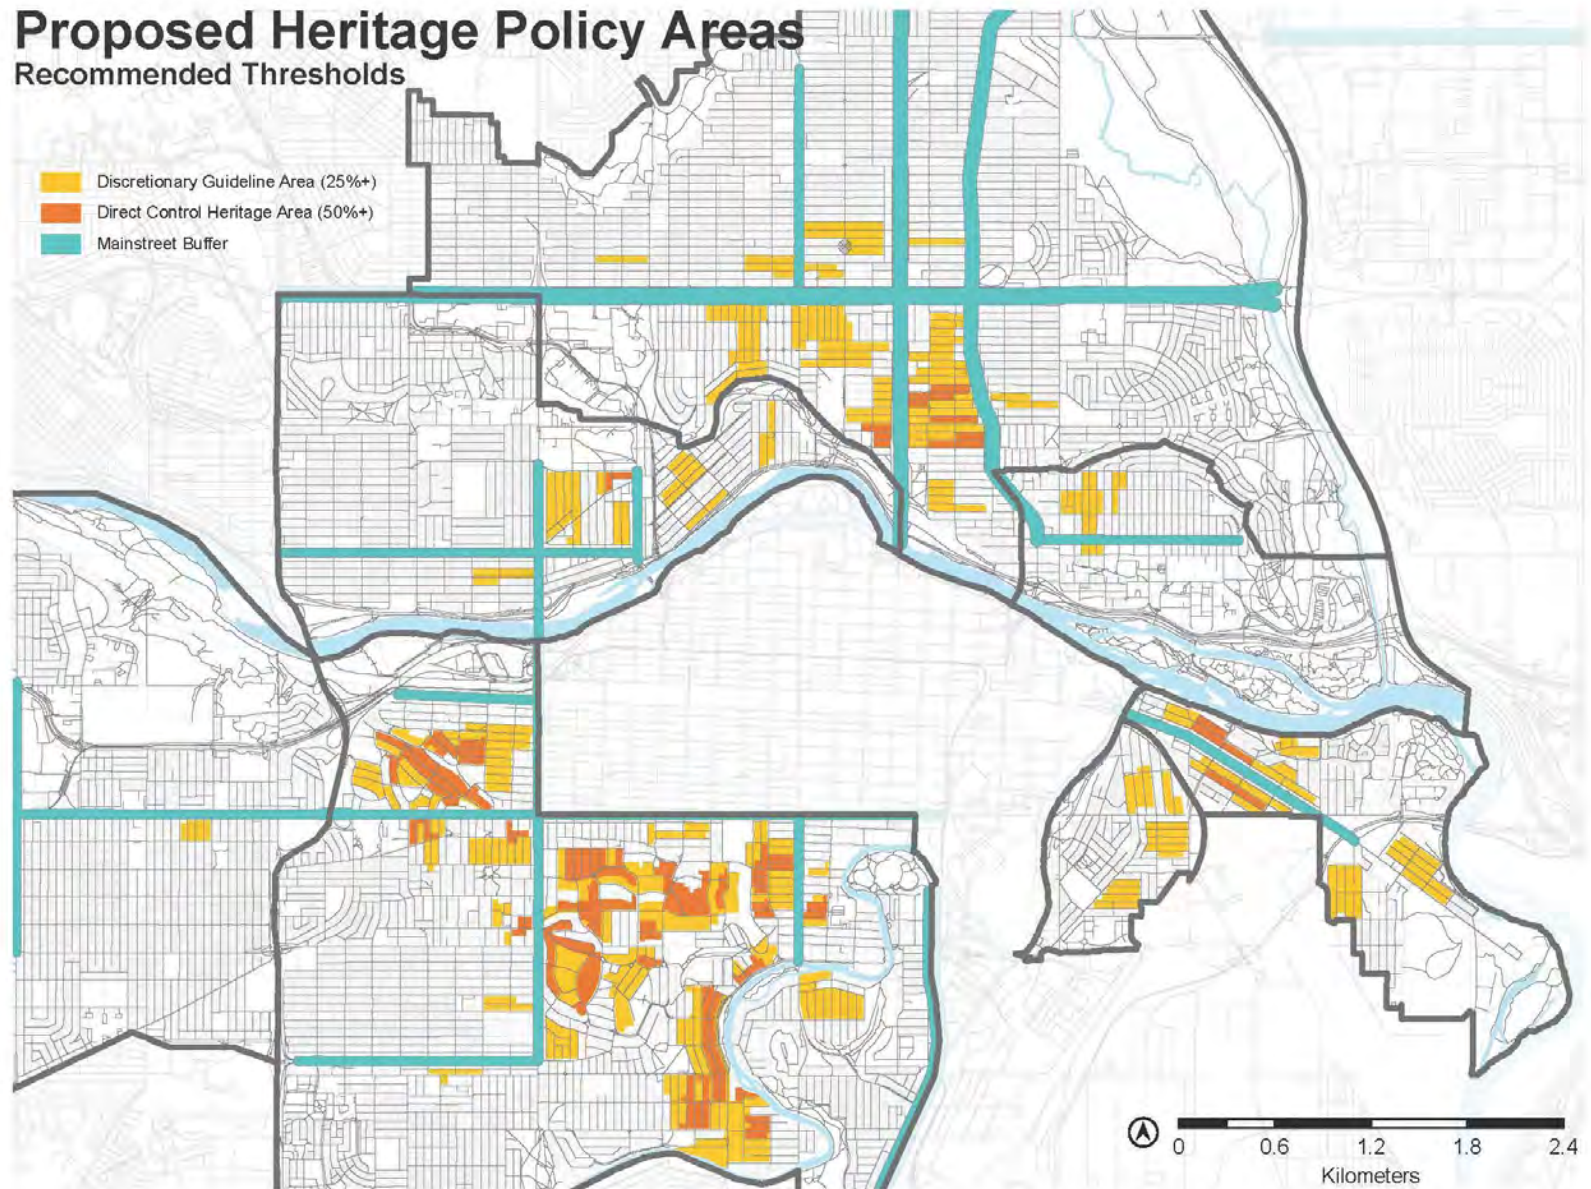 Proposed Heritage Policy Areas
Recommended Thresholds
Discretionary Guideline Area (25%+)
Direct Control Heritage Area (50%+)
Mainstreet Buffer
0 0.6 1.2 1.8 2.4
Kilometers